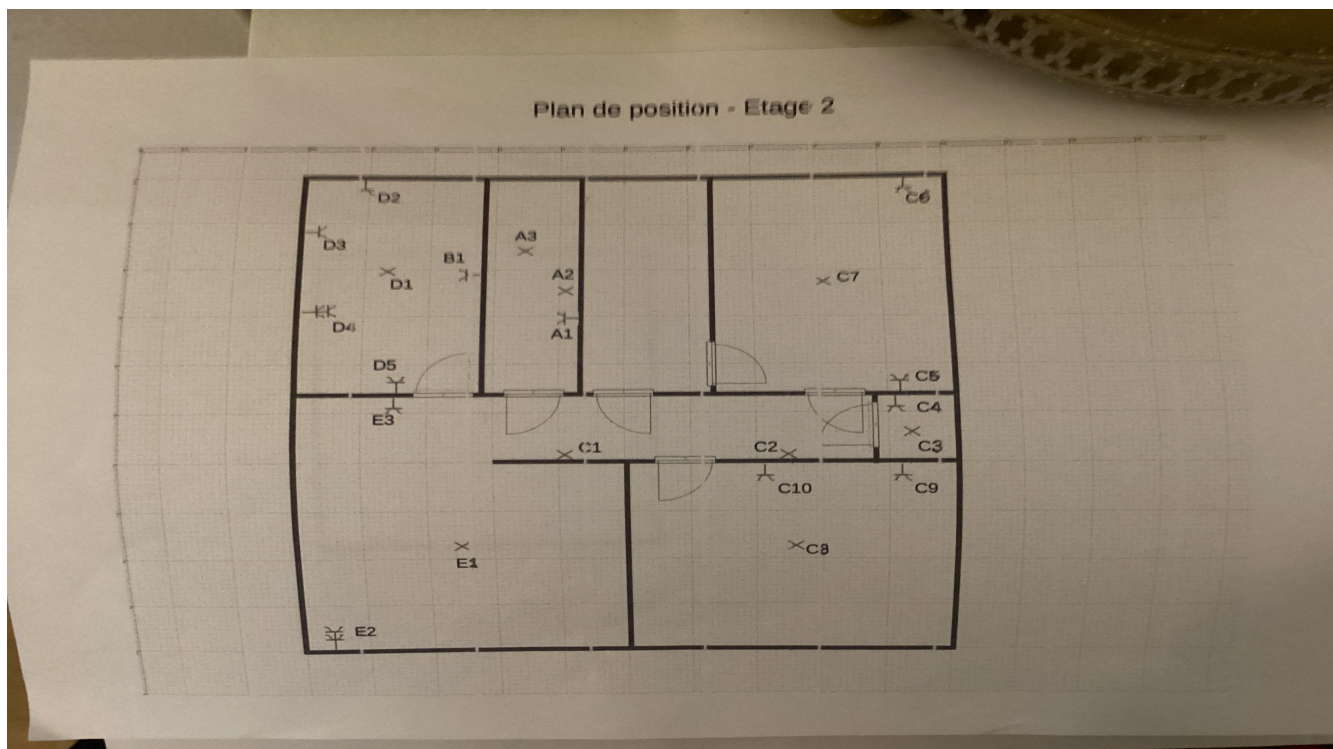 Plan de position - Etage 2
D2
C6
D3
A3
B1
A2
C7
D1
D4
A1
D5
C5
E3
C4
C1
C2
C3
C10
C9
E1
C8
E2